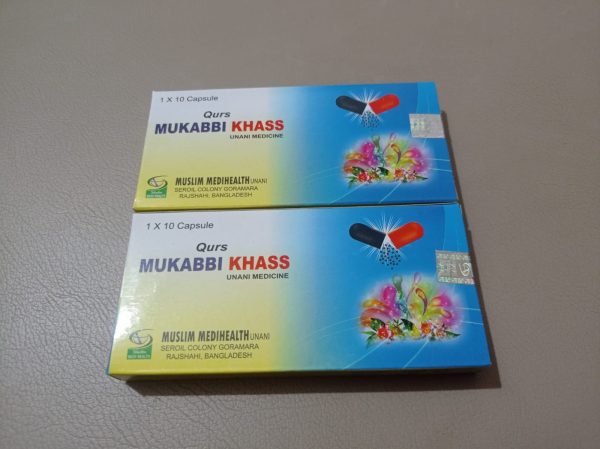 1 X 10 Capsule
Qurs
MUKABBI KHASS
UNANI MEDICINE
MUSLIM MEDIHEALTH (UNANI)
SEROIL COLONY GORAMARA
RAJSHAHI, BANGLADESH
1 X 10 Capsule
Qurs
MUKABBI KHASS
UNANI MEDICINE
MUSLIM MEDIHEALTH (UNANI)
SEROIL COLONY GORAMARA
RAJSHAHI, BANGLADESH